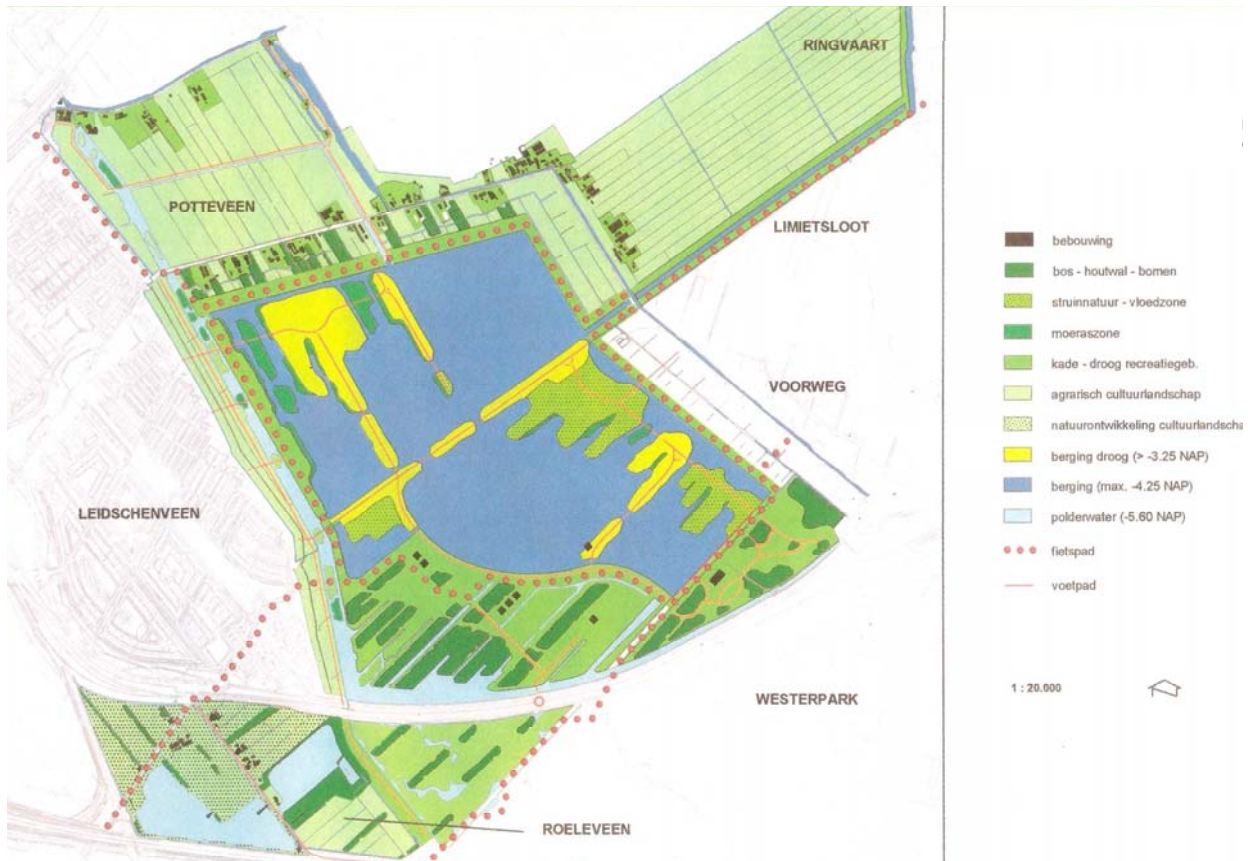 RINGVAART
POTTEVEEN
LIMIETSLOOT
VOORWEG
LEIDSCHENVEEN
WESTERPARK
ROELEVEEN
bebouwing
bos - houtwal - bomen
struinnatuur - vloedzone
moeraszone
kade - droog recreatiegeb.
agrarisch cultuurlandschap
natuurontwikkeling cultuurlandscha
berging droog (> -3.25 NAP)
berging (max. -4.25 NAP)
polderwater (-5.60 NAP)
fietspad
voetpad
1 : 20.000